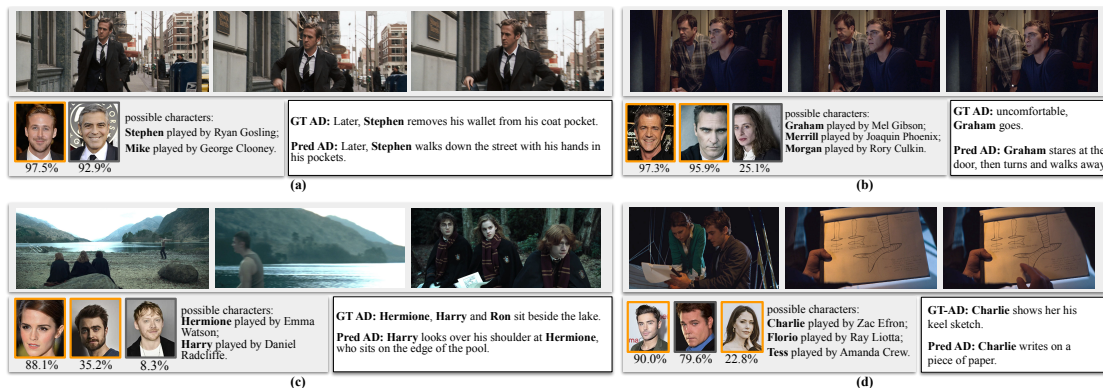 possible characters:
Stephen played by Ryan Gosling;
Mike played by George Clooney.
97.5% 92.9%
GT AD: Later, Stephen removes his wallet from his coat pocket.
Pred AD: Later, Stephen walks down the street with his hands in
his pockets.
(a)
possible characters:
Graham played by Mel Gibson;
Merrill played by Joaquin Phoenix;
Morgan played by Rory Culkin.
97.3% 95.9% 25.1%
GT AD: uncomfortable,
Graham goes.
Pred AD: Graham stares at the
door, then turns and walks away
(b)
possible characters:
Hermione played by Emma
Watson;
Harry played by Daniel
Radcliffe.
88.1% 35.2% 8.3%
GT AD: Hermione, Harry and Ron sit beside the lake.
Pred AD: Harry looks over his shoulder at Hermione,
who sits on the edge of the pool.
(c)
possible characters:
Charlie played by Zac Efron;
Florio played by Ray Liotta;
Tess played by Amanda Crew.
90.0% 79.6% 22.8%
GT-AD: Charlie shows her his
keel sketch.
Pred AD: Charlie writes on a
piece of paper.
(d)